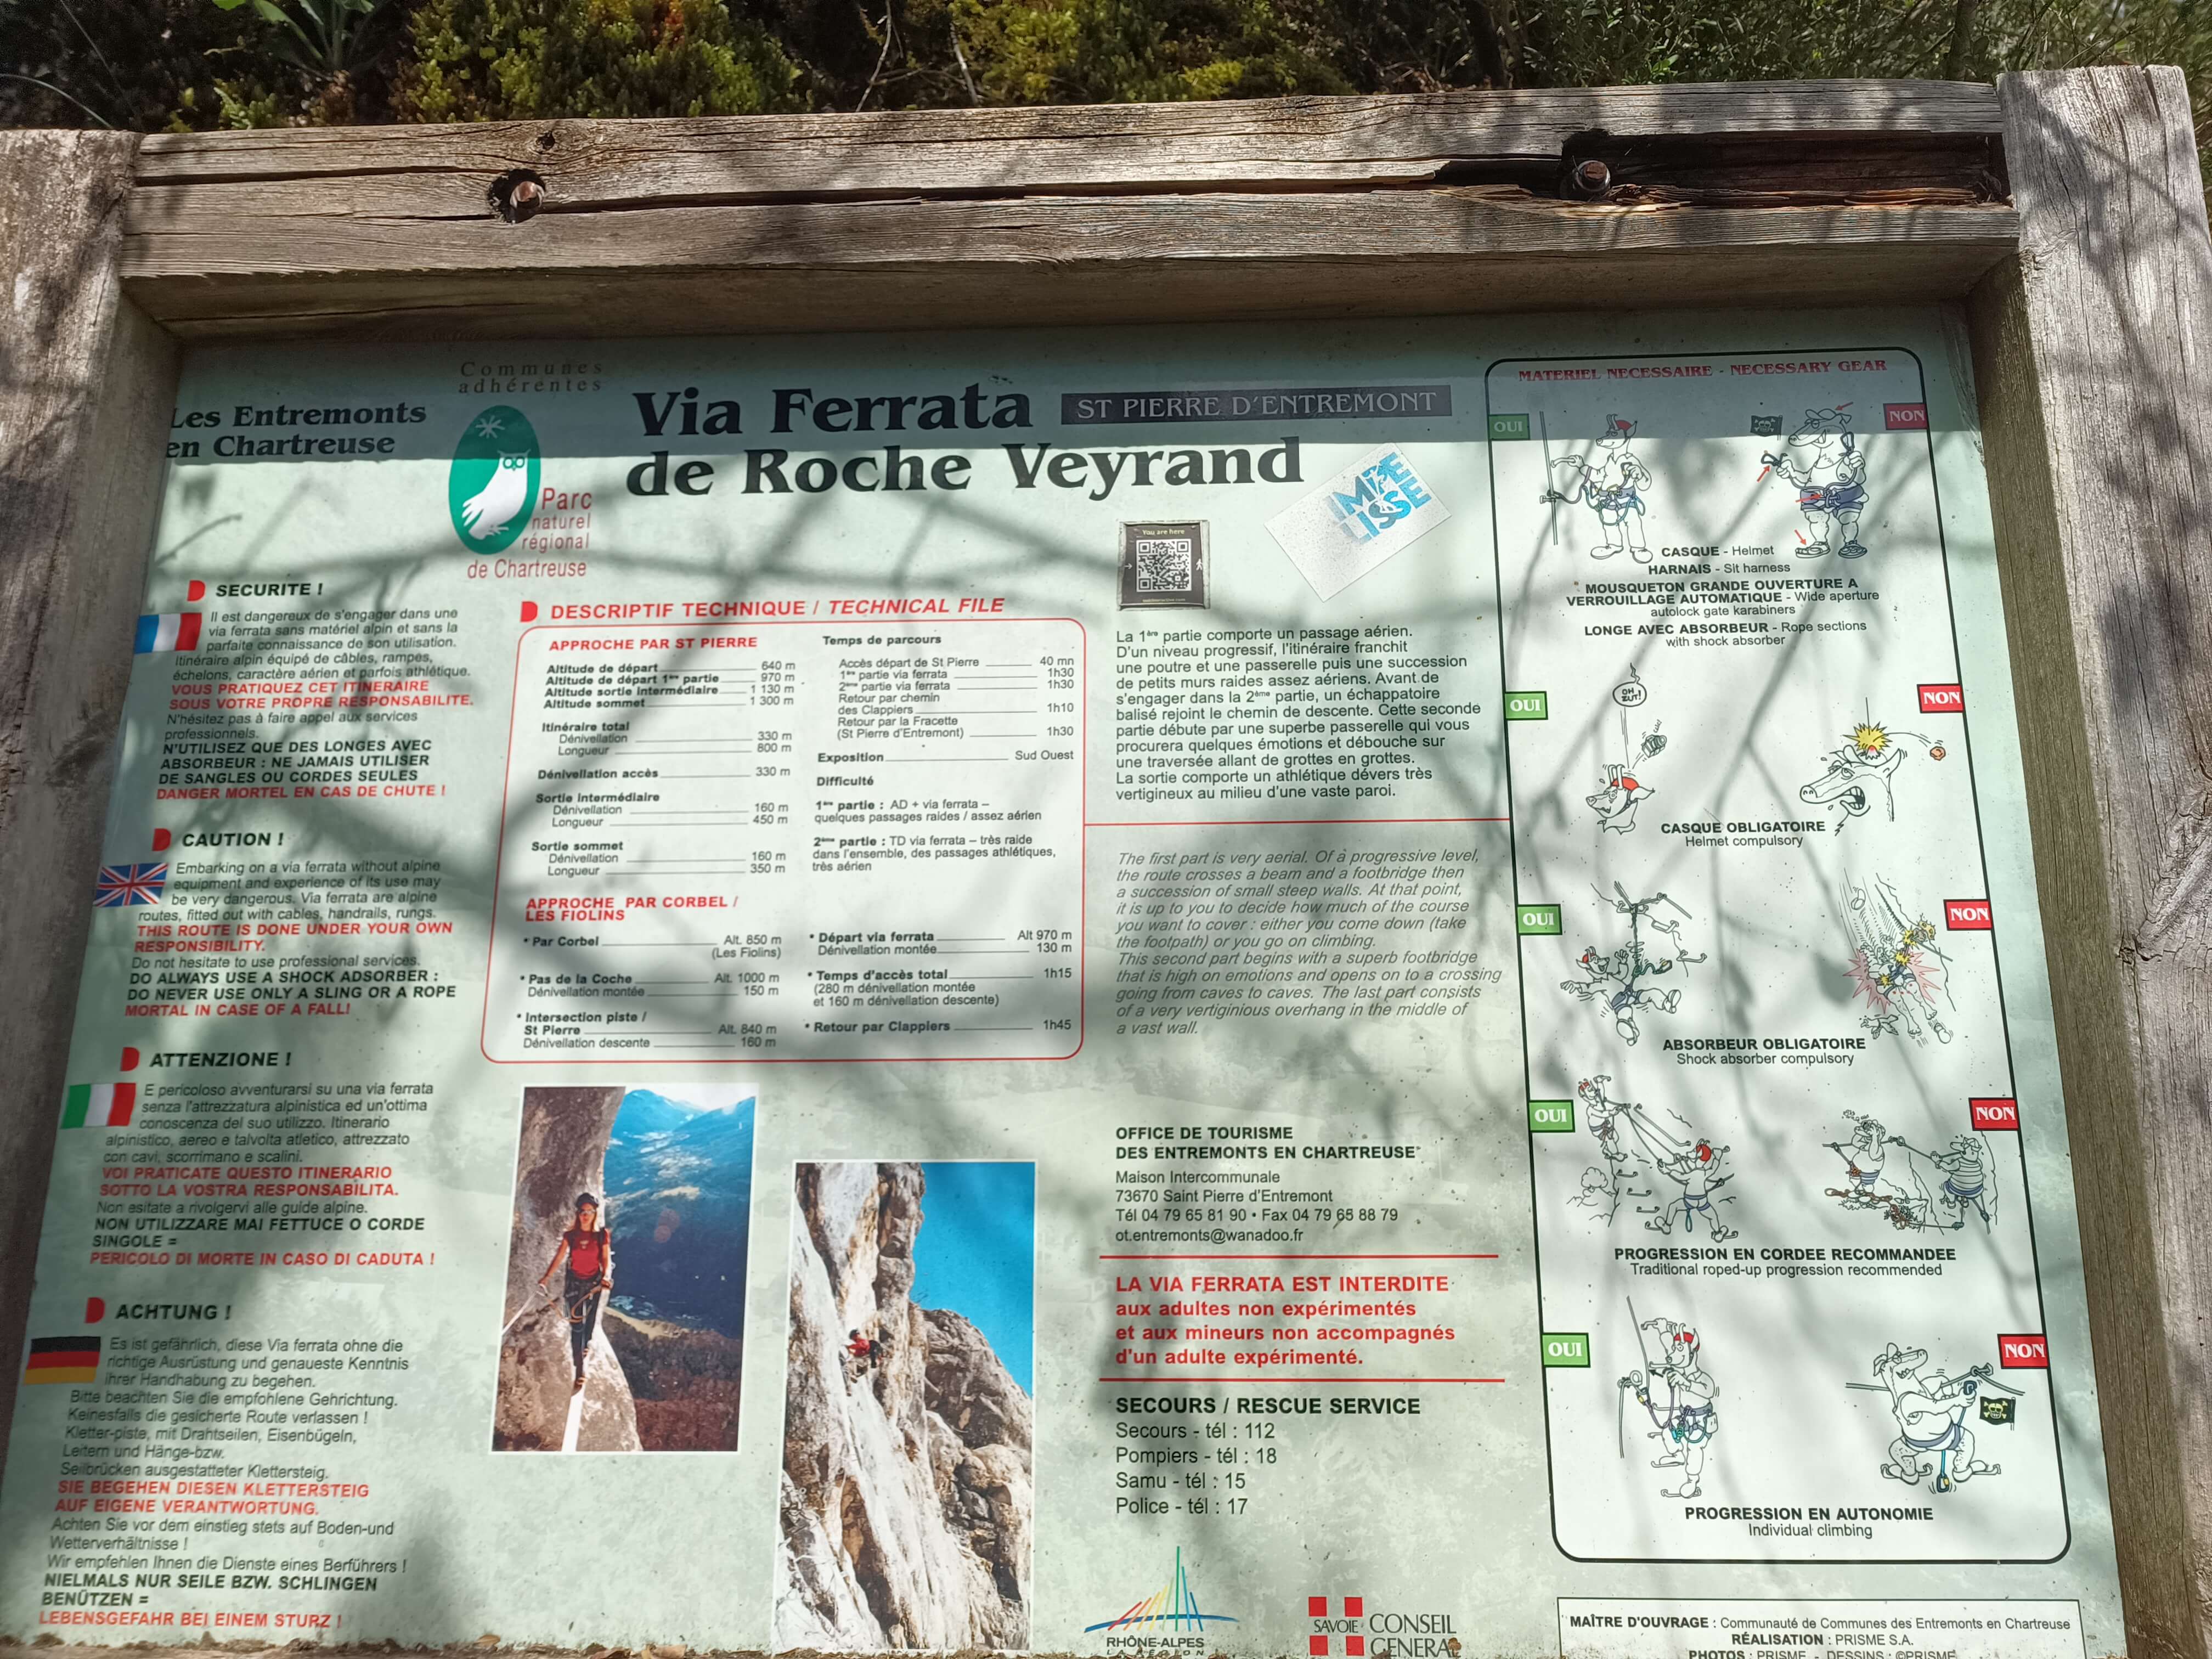 Communes
adhérentes
Les Entremonts
en Chartreuse
Parc
naturel
régional
de Chartreuse
Via Ferrata
ST PIERRE D'ENTREMONT
de Roche Veyrand
You are here
SECURITE !
Il est dangereux de s'engager dans une
via ferrata sans matériel alpin et sans la
parfaite connaissance de son utilisation.
Itinéraire alpin équipé de câbles, rampes,
échelons, caractère aérien et parfois athlétique.
VOUS PRATIQUEZ CET ITINERAIRE
SOUS VOTRE PROPRE RESPONSABILITE.
N'hésitez pas à faire appel aux services
professionnels.
N'UTILISEZ QUE DES LONGES AVEC
ABSORBEUR : NE JAMAIS UTILISER
DE SANGLES OU CORDES SEULES
DANGER MORTEL EN CAS DE CHUTE !
CAUTION !
Embarking on a via ferrata without alpine
equipment and experience of its use may
be very dangerous. Via ferrata are alpine
routes, fitted out with cables, handrails, rungs.
THIS ROUTE IS DONE UNDER YOUR OWN
RESPONSIBILITY.
Do not hesitate to use professional services.
DO ALWAYS USE A SHOCK ADSORBER :
DO NEVER USE ONLY A SLING OR A ROPE
MORTAL IN CASE OF A FALL!
ATTENZIONE !
E pericoloso avventurarsi su una via ferrata
senza l'attrezzatura alpinistica ed un'ottima
conoscenza del suo utilizzo. Itinerario
alpinistico, aereo e talvolta atletico, attrezzato
con cavi, scorrimano e scalini.
VOI PRATICATE QUESTO ITINERARIO
SOTTO LA VOSTRA RESPONSABILITA.
Non esitate a rivolgervi alle guide alpine.
NON UTILIZZARE MAI FETTUCE O CORDE
SINGOLE =
PERICOLO DI MORTE IN CASO DI CADUTA !
ACHTUNG !
Es ist gefährlich, diese Via ferrata ohne die
richtige Ausrüstung und genaueste Kenntnis
ihrer Handhabung zu begehen.
Bitte beachten Sie die empfohlene Gehrichtung.
Keinesfalls die gesicherte Route verlassen !
Kletter-piste, mit Drahtseilen, Eisenbügeln,
Leitern und Hänge-bzw.
Seilbrücken ausgestatteter Klettersteig.
SIE BEGEHEN DIESEN KLETTERSTEIG
AUF EIGENE VERANTWORTUNG.
Achten Sie vor dem einstieg stets auf Boden-und
Wetterverhältnisse !
Wir empfehlen Ihnen die Dienste eines Berführers !
NIELMALS NUR SEILE BZW. SCHLINGEN
BENÜTZEN =
LEBENSGEFAHR BEI EINEM STURZ !
DESCRIPTIF TECHNIQUE / TECHNICAL FILE
APPROCHE PAR ST PIERRE
Altitude de départ 640 m
Altitude de départ 1ère partie 970 m
Altitude sortie intermédiaire 1 130 m
Altitude sommet 1 300 m
Itinéraire total
Dénivellation 330 m
Longueur 800 m
Dénivellation accès 330 m
Sortie intermédiaire
Dénivellation 160 m
Longueur 450 m
Sortie sommet
Dénivellation 160 m
Longueur 350 m
Temps de parcours
Accès départ de St Pierre 40 mn
1ère partie via ferrata 1h30
2ème partie via ferrata 1h30
Retour par chemin
des Clappiers 1h10
Retour par la Fracette
(St Pierre d'Entremont) 1h30
Exposition Sud Ouest
Difficulté
1ère partie : AD + via ferrata –
quelques passages raides / assez aérien
2ème partie : TD via ferrata – très raide
dans l'ensemble, des passages athlétiques,
très aérien
APPROCHE PAR CORBEL /
LES FIOLINS
• Par Corbel Alt. 850 m
(Les Fiolins)
• Pas de la Coche Alt. 1000 m
Dénivellation montée 150 m
• Intersection piste /
St Pierre Alt. 840 m
Dénivellation descente 160 m
• Départ via ferrata Alt 970 m
Dénivellation montée 130 m
• Temps d'accès total 1h15
(280 m dénivellation montée
et 160 m dénivellation descente)
• Retour par Clappiers 1h45
La 1ère partie comporte un passage aérien.
D'un niveau progressif, l'itinéraire franchit
une poutre et une passerelle puis une succession
de petits murs raides assez aériens. Avant de
s'engager dans la 2ème partie, un échappatoire
balisé rejoint le chemin de descente. Cette seconde
partie débute par une superbe passerelle qui vous
procurera quelques émotions et débouche sur
une traversée allant de grottes en grottes.
La sortie comporte un athlétique dévers très
vertigineux au milieu d'une vaste paroi.
The first part is very aerial. Of a progressive level,
the route crosses a beam and a footbridge then
a succession of small steep walls. At that point,
it is up to you to decide how much of the course
you want to cover : either you come down (take
the footpath) or you go on climbing.
This second part begins with a superb footbridge
that is high on emotions and opens on to a crossing
going from caves to caves. The last part consists
of a very vertiginious overhang in the middle of
a vast wall.
OFFICE DE TOURISME
DES ENTREMONTS EN CHARTREUSE
Maison Intercommunale
73670 Saint Pierre d'Entremont
Tél 04 79 65 81 90 • Fax 04 79 65 88 79
ot.entremonts@wanadoo.fr
LA VIA FERRATA EST INTERDITE
aux adultes non expérimentés
et aux mineurs non accompagnés
d'un adulte expérimenté.
SECOURS / RESCUE SERVICE
Secours - tél : 112
Pompiers - tél : 18
Samu - tél : 15
Police - tél : 17
RHÔNE-ALPES
LA REGION
SAVOIE
CONSEIL
GENERAL
MATERIEL NECESSAIRE - NECESSARY GEAR
OUI
NON
CASQUE - Helmet
HARNAIS - Sit harness
MOUSQUETON GRANDE OUVERTURE A
VERROUILLAGE AUTOMATIQUE - Wide aperture
autolock gate karabiners
LONGE AVEC ABSORBEUR - Rope sections
with shock absorber
OH
ZUT!
OUI
NON
CASQUE OBLIGATOIRE
Helmet compulsory
OUI
NON
ABSORBEUR OBLIGATOIRE
Shock absorber compulsory
OUI
NON
PROGRESSION EN CORDEE RECOMMANDEE
Traditional roped-up progression recommended
OUI
NON
PROGRESSION EN AUTONOMIE
Individual climbing
MAÎTRE D'OUVRAGE : Communauté de Communes des Entremonts en Chartreuse
RÉALISATION : PRISME S.A.
PHOTOS : PRISME - DESSINS : ©PRISME